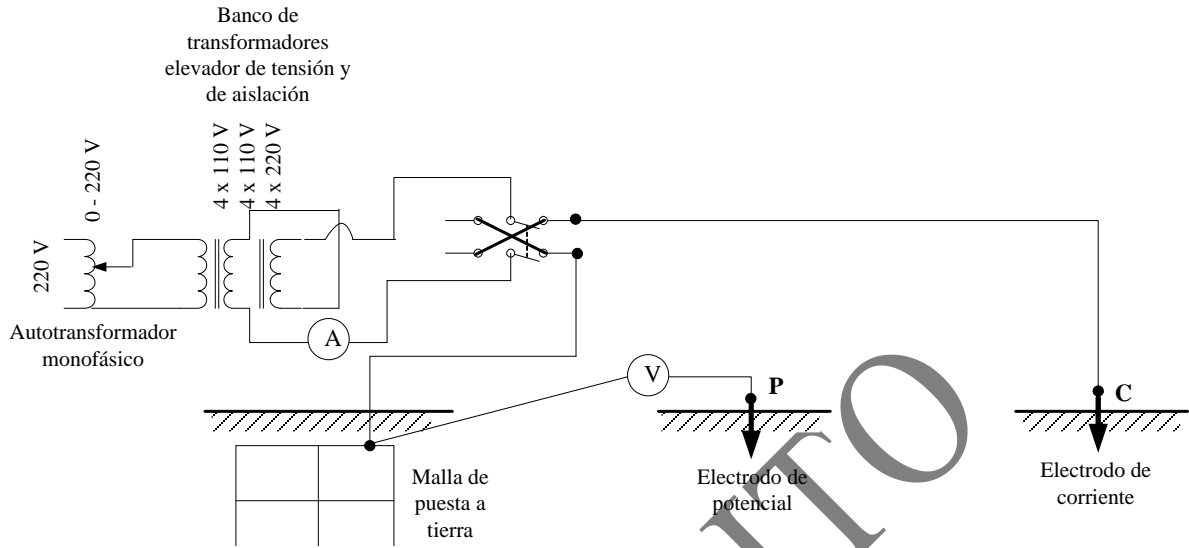 Banco de
transformadores
elevador de tensión y
de aislación
0 - 220 V
4 x 110 V
4 x 110 V
4 x 220 V
220 V
Autotransformador
monofásico
A
V
P
C
Malla de
puesta a
tierra
Electrodo de
potencial
Electrodo de
corriente
ITO